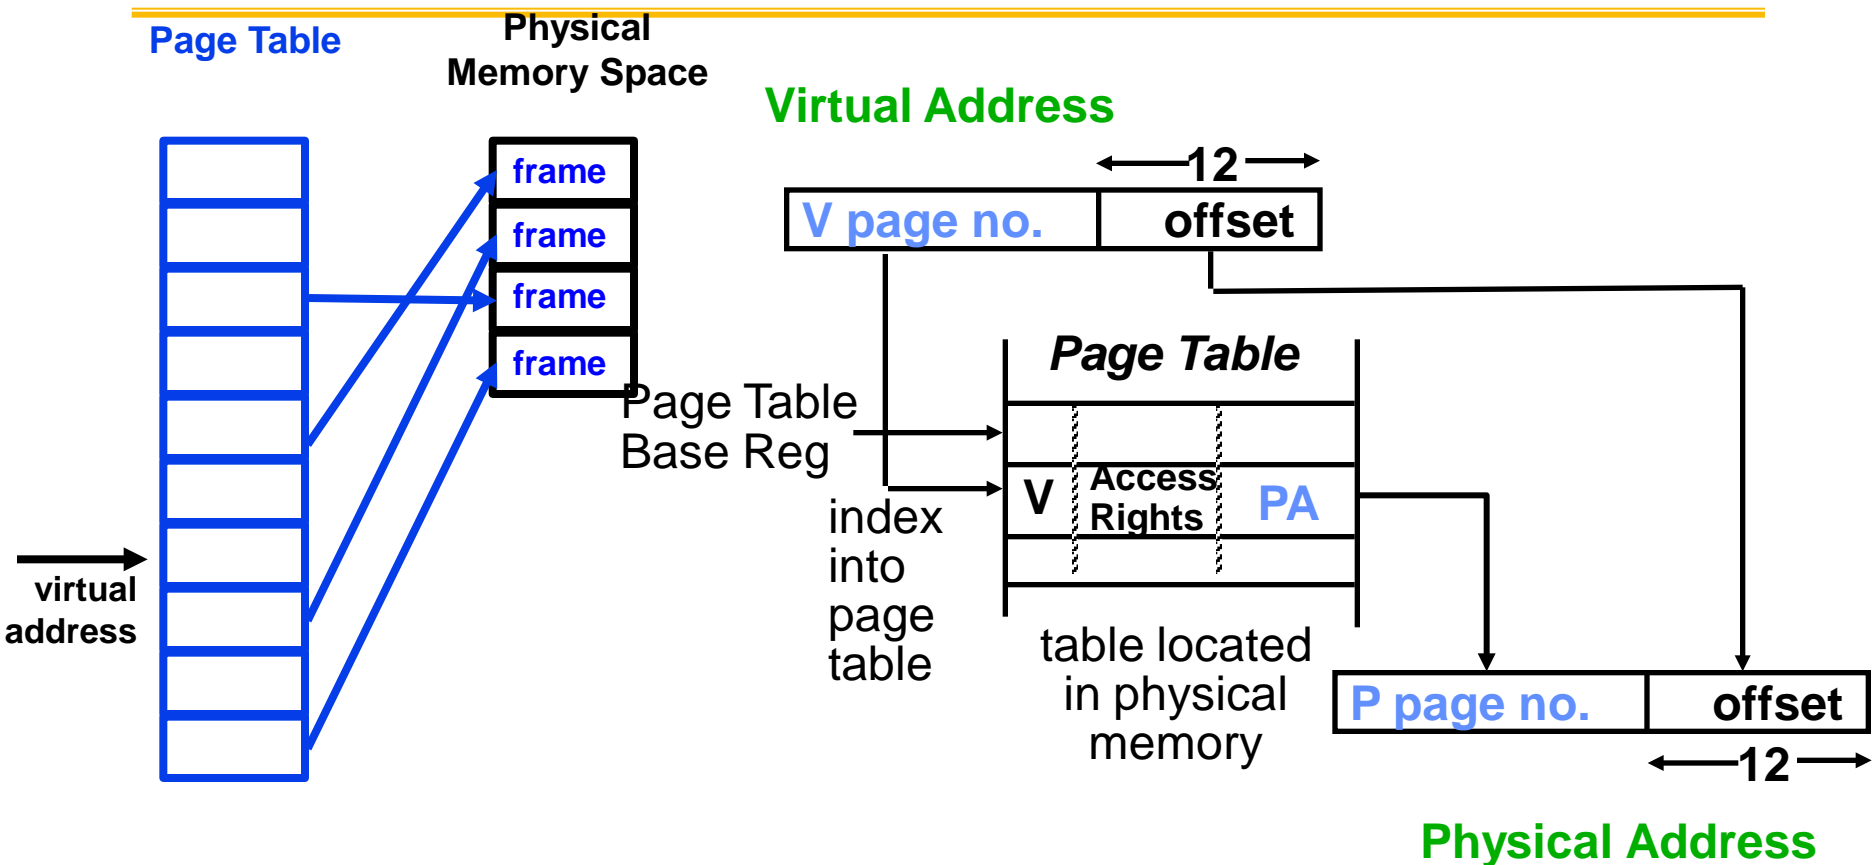 Page Table
Physical
Memory Space
frame
frame
frame
frame
virtual
address
Virtual Address
12
V page no.
offset
Page Table
Page Table
Base Reg
V
Access
Rights
PA
index
into
page
table
table located
in physical
memory
P page no.
offset
12
Physical Address